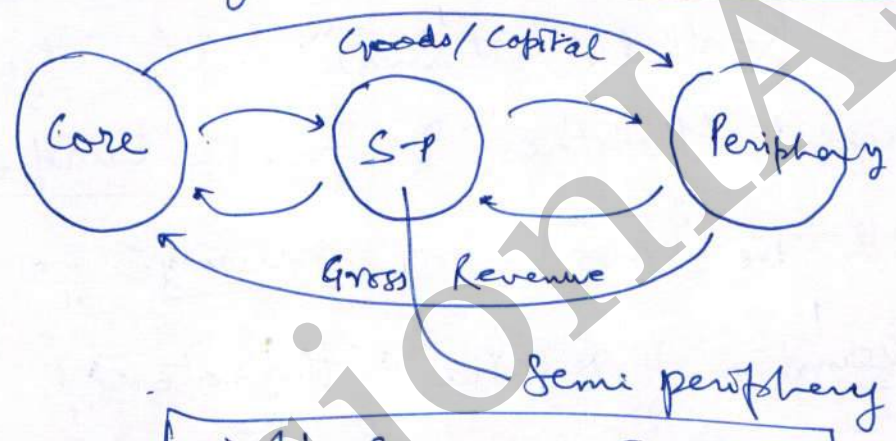 Goods/Capital
Core
S-P
Periphery
Gross Revenue
Semi periphery